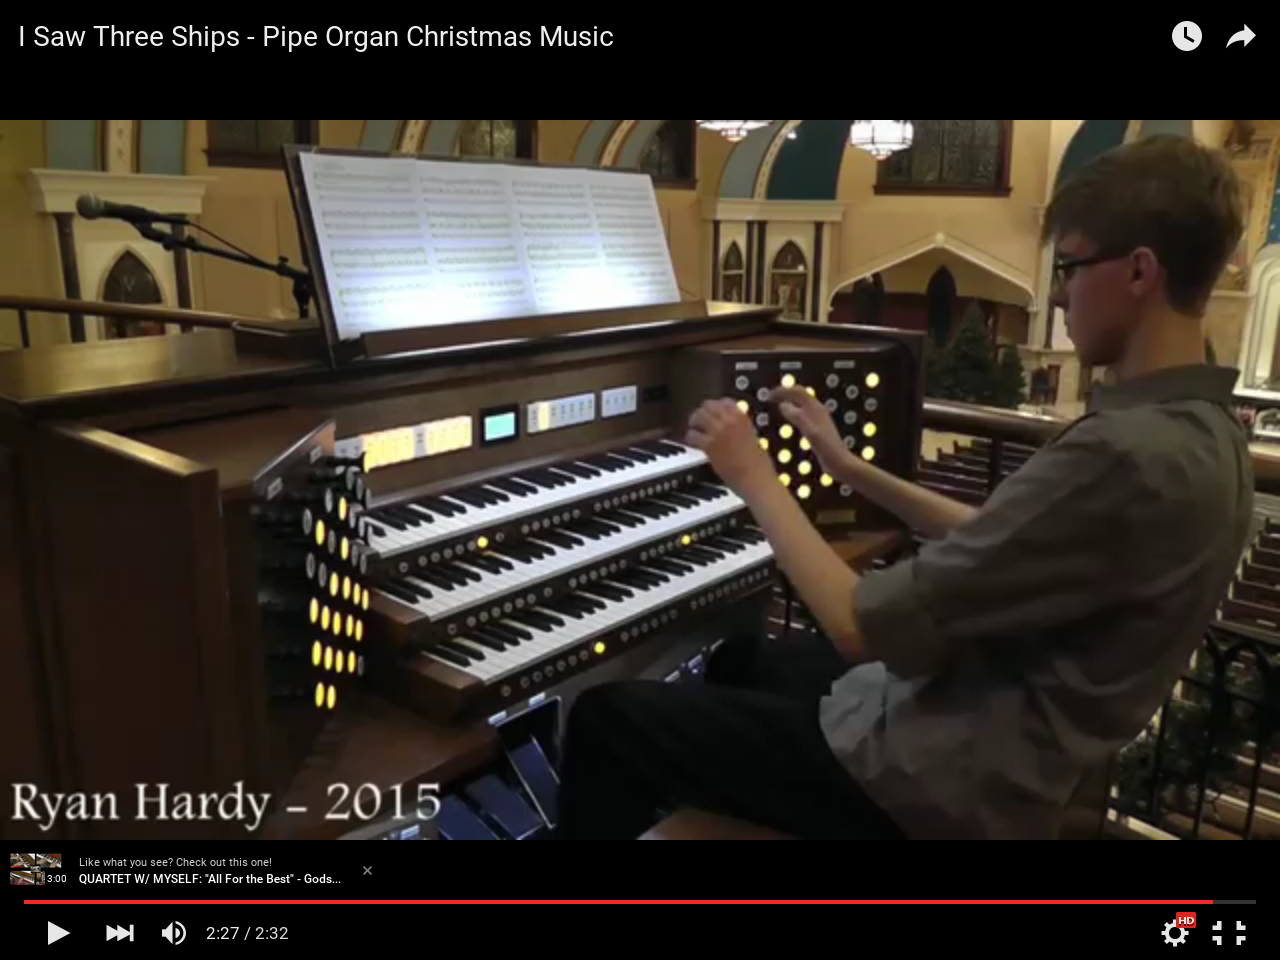 I Saw Three Ships - Pipe Organ Christmas Music
Ryan Hardy - 2015
3:00
Like what you see? Check out this one!
QUARTET W/ MYSELF: "All For the Best" - Gods...
2:27 / 2:32
HD